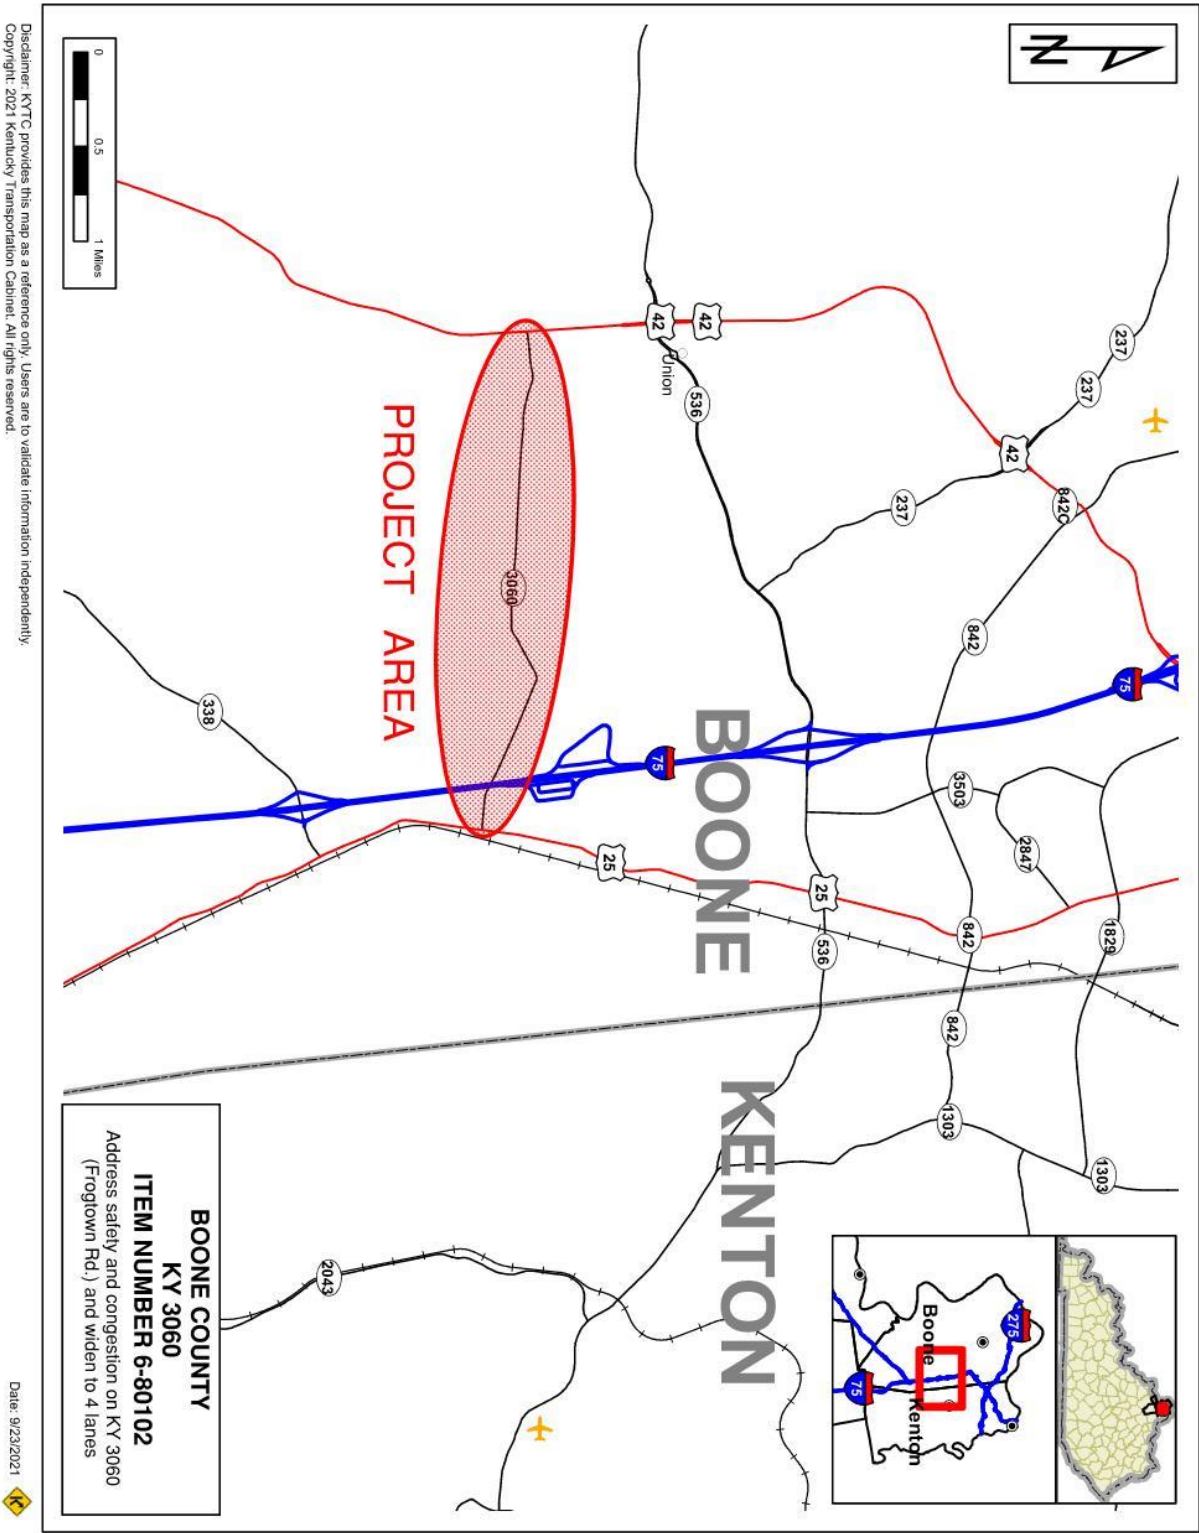 N
237
237
42
842C
237
842
75
42
42
Union
536
3503
2847
1829
25
842
842
536
1303
1303
BOONE
KENTON
75
25
3060
PROJECT AREA
338
2043
275
Boone
Kenton
75
0
0.5
1 Miles
BOONE COUNTY
KY 3060
ITEM NUMBER 6-80102
Address safety and congestion on KY 3060
(Frogtown Rd.) and widen to 4 lanes
Disclaimer: KYTC provides this map as a reference only. Users are to validate information independently.
Copyright: 2021 Kentucky Transportation Cabinet. All rights reserved.
Date: 9/23/2021
K